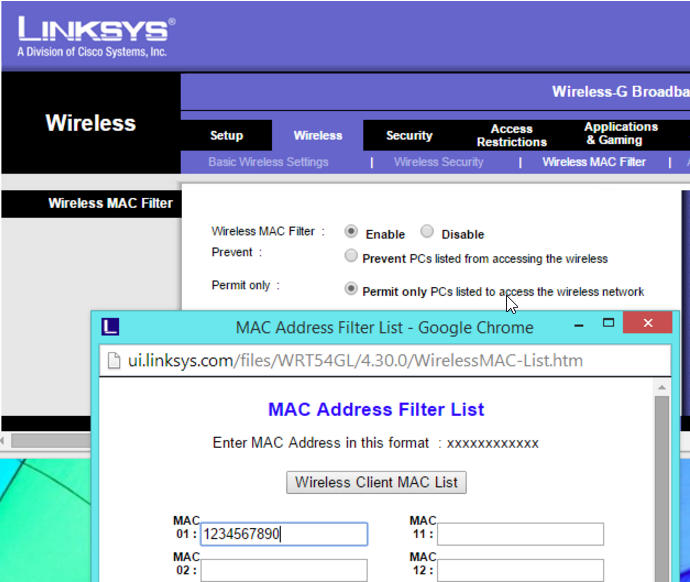 LINKSYS®
A Division of Cisco Systems, Inc.
Wireless-G Broadba
Wireless
Setup Wireless Security Access Restrictions Applications & Gaming
Basic Wireless Settings | Wireless Security | Wireless MAC Filter |
Wireless MAC Filter
Wireless MAC Filter : Enable Disable
Prevent : Prevent PCs listed from accessing the wireless
Permit only : Permit only PCs listed to access the wireless network
L MAC Address Filter List - Google Chrome
ui.linksys.com/files/WRT54GL/4.30.0/WirelessMAC-List.htm
MAC Address Filter List
Enter MAC Address in this format : xxxxxxxxxxxx
Wireless Client MAC List
MAC 01 : 1234567890 MAC 11 :
MAC 02 : MAC 12 :